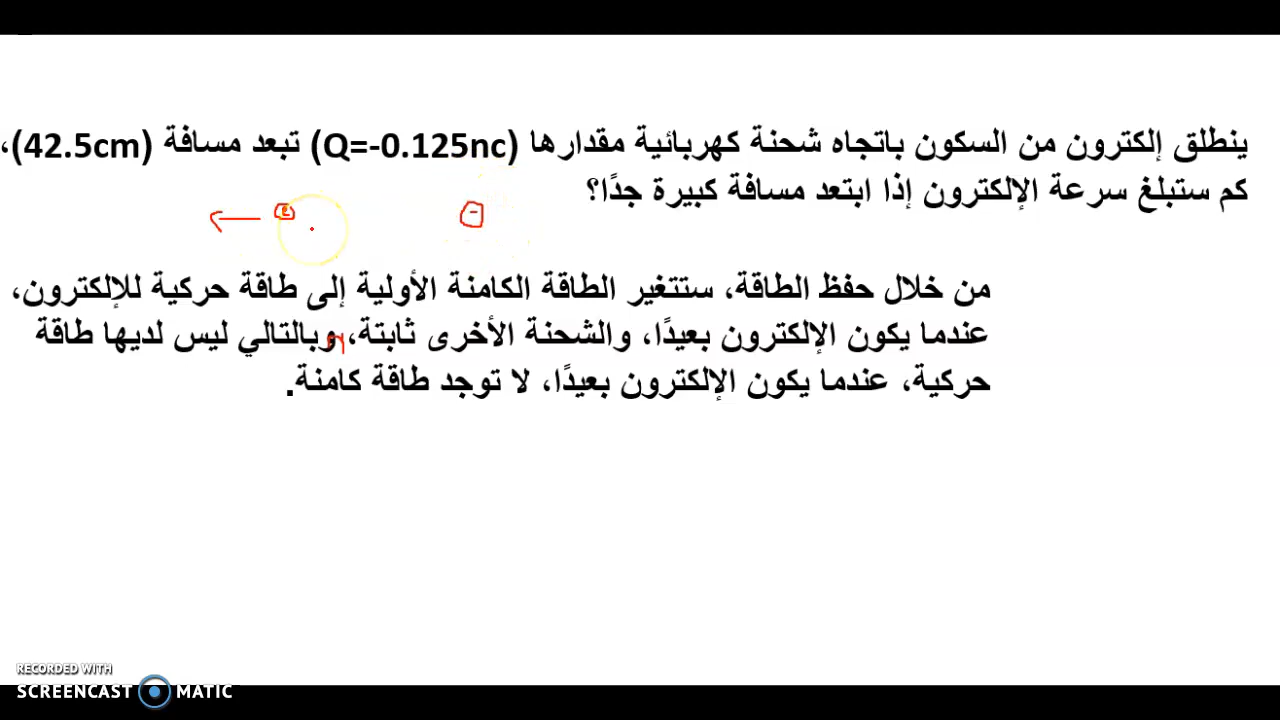 ينطلق إلكترون من السكون باتجاه شحنة كهربائية مقدارها (Q=-0.125nc) تبعد مسافة (42.5cm)،
كم ستبلغ سرعة الإلكترون إذا ابتعد مسافة كبيرة جدًا؟
e -
من خلال حفظ الطاقة، ستتغير الطاقة الكامنة الأولية إلى طاقة حركية للإلكترون،
عندما يكون الإلكترون بعيدًا، والشحنة الأخرى ثابتة، وبالتالي ليس لديها طاقة
حركية، عندما يكون الإلكترون بعيدًا، لا توجد طاقة كامنة.
RECORDED WITH
SCREENCAST MATIC